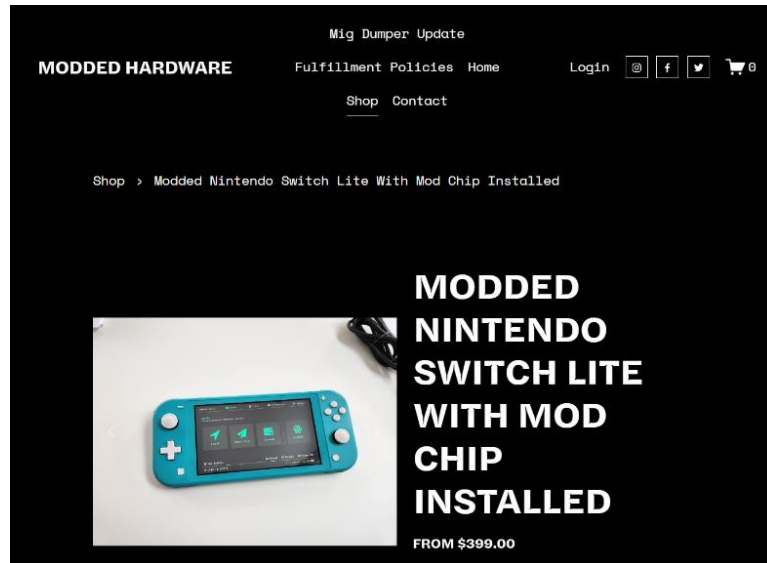 Mig Dumper Update
MODDED HARDWARE
Fulfillment Policies Home
Login
0
Shop Contact
Shop › Modded Nintendo Switch Lite With Mod Chip Installed
MODDED
NINTENDO
SWITCH LITE
WITH MOD
CHIP
INSTALLED
FROM $399.00